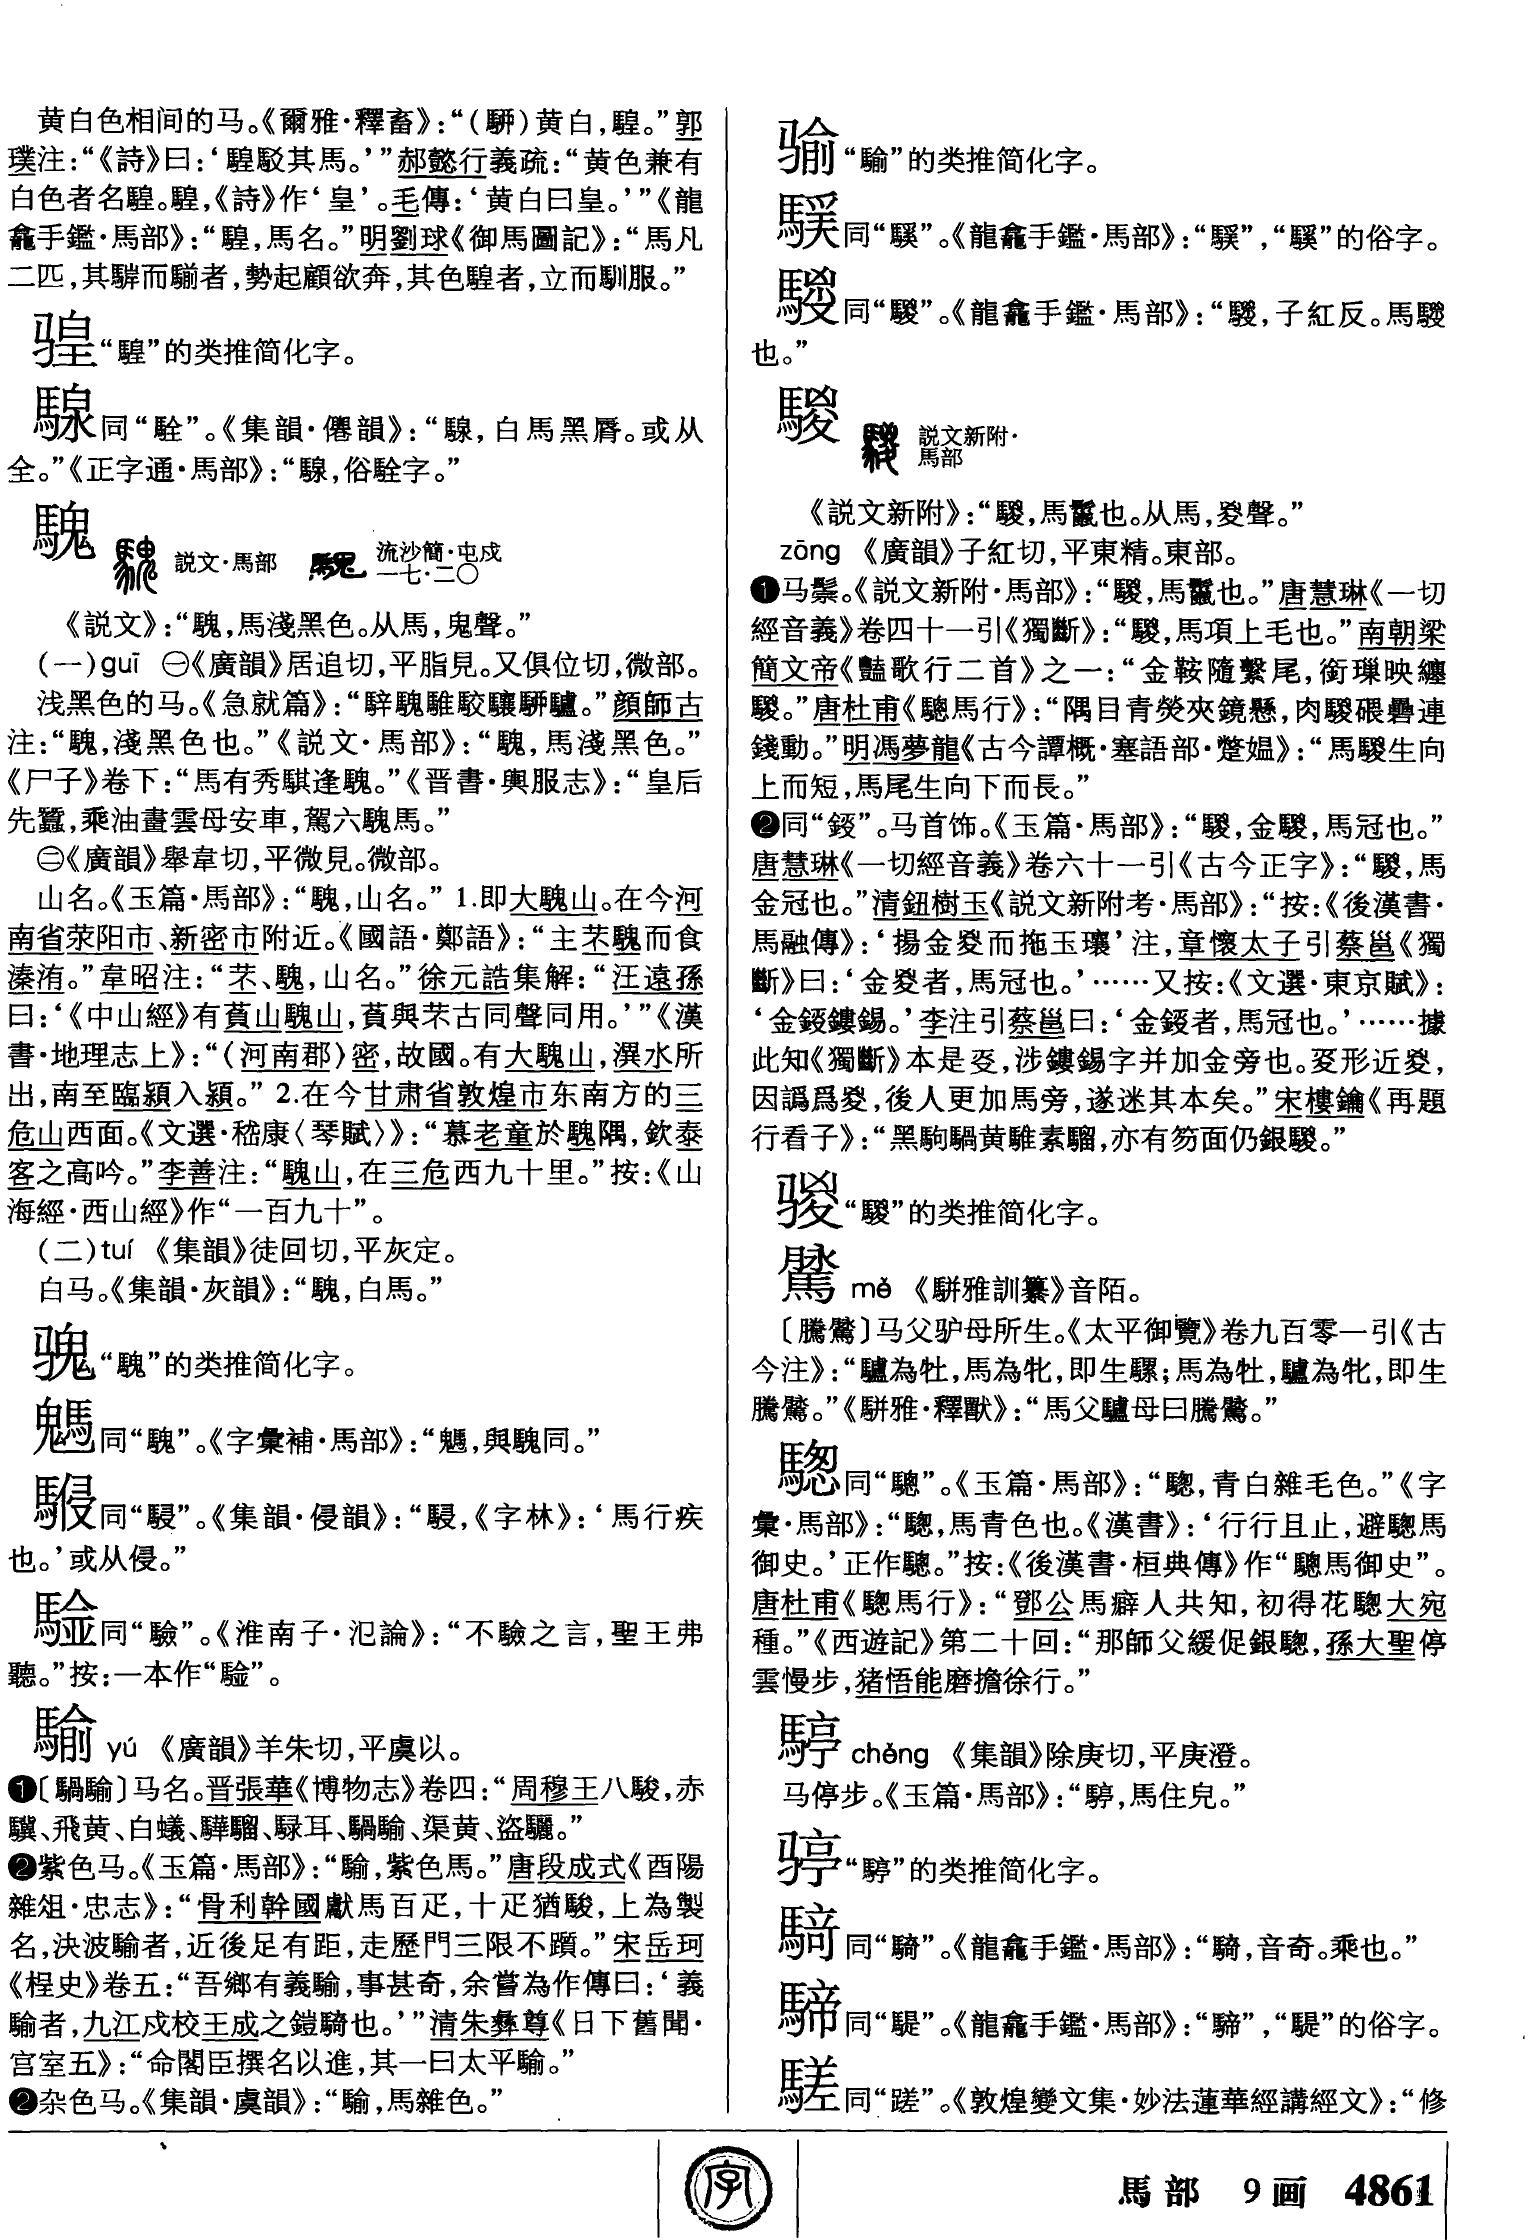 黄白色相间的马。《爾雅·釋畜》：“(駵)黄白，騜。”郭
璞注：“《詩》曰：‘騜駁其馬。’”郝懿行義疏：“黄色兼有
白色者名騜。騜，《詩》作‘皇’。毛傳：‘黄白曰皇。’”《龍
龕手鑑·馬部》：“騜，馬名。”明劉球《御馬圖記》：“馬凡
二匹，其騂而騚者，勢起顧欲奔，其色騜者，立而馴服。”
𩧴“騜”的类推简化字。
騡同“駩”。《集韻·僊韻》：“騡，白馬黑脣。或从
全。”《正字通·馬部》：“騡，俗駩字。”
騩 説文·馬部 流沙簡·屯戍
一七·二〇
《説文》：“騩，馬淺黑色。从馬，鬼聲。”
(一)guī ㊀《廣韻》居追切，平脂見。又俱位切，微部。
浅黑色的马。《急就篇》：“騂騩騅駮驪駵驢。”顔師古
注：“騩，淺黑色也。”《説文·馬部》：“騩，馬淺黑色。”
《尸子》卷下：“馬有秀騏逢騩。”《晋書·輿服志》：“皇后
先蠶，乘油畫雲母安車，駕六騩馬。”
㊁《廣韻》舉韋切，平微見。微部。
山名。《玉篇·馬部》：“騩，山名。” 1.即大騩山。在今河
南省荥阳市、新密市附近。《國語·鄭語》：“主芣騩而食
溱洧。”韋昭注：“芣、騩，山名。”徐元誥集解：“汪遠孫
曰：‘《中山經》有萯山騩山，萯與芣古同聲同用。’”《漢
書·地理志上》：“(河南郡)密，故國。有大騩山，潩水所
出，南至臨潁入潁。” 2.在今甘肃省敦煌市东南方的三
危山西面。《文選·嵇康〈琴賦〉》：“慕老童於騩隅，欽泰
客之高吟。”李善注：“騩山，在三危西九十里。”按：《山
海經·西山經》作“一百九十”。
(二)tuí 《集韻》徒回切，平灰定。
白马。《集韻·灰韻》：“騩，白馬。”
“騩”的类推简化字。
同“騩”。《字彙補·馬部》：“，與騩同。”
同“駸”。《集韻·侵韻》：“駸，《字林》：‘馬行疾
也。’或从侵。”
騐同“驗”。《淮南子·氾論》：“不驗之言，聖王弗
聽。”按：一本作“騐”。
騟 yú 《廣韻》羊朱切，平虞以。
❶〔騧騟〕马名。晋張華《博物志》卷四：“周穆王八駿，赤
驥、飛黄、白蟻、驊騮、騄耳、騧騟、渠黄、盜驪。”
❷紫色马。《玉篇·馬部》：“騟，紫色馬。”唐段成式《酉陽
雜俎·忠志》：“骨利幹國獻馬百疋，十疋猶駿，上為製
名，決波騟者，近後足有距，走歷門三限不躓。”宋岳珂
《桯史》卷五：“吾鄉有義騟，事甚奇，余嘗為作傳曰：‘義
騟者，九江戍校王成之鎧騎也。’”清朱彝尊《日下舊聞·
宫室五》：“命閣臣撰名以進，其一曰太平騟。”
❷杂色马。《集韻·虞韻》：“騟，馬雜色。”
“騟”的类推简化字。
同“騤”。《龍龕手鑑·馬部》：“”，“騤”的俗字。
同“騣”。《龍龕手鑑·馬部》：“騣，子紅反。馬騣
也。”
騣 説文新附·
馬部
《説文新附》：“騣，馬鬣也。从馬，㚇聲。”
zōng 《廣韻》子紅切，平東精。東部。
❶马鬃。《説文新附·馬部》：“騣，馬鬣也。”唐慧琳《一切
經音義》卷四十一引《獨斷》：“騣，馬項上毛也。”南朝梁
簡文帝《豔歌行二首》之一：“金鞍隨繫尾，銜璅映纏
騣。”唐杜甫《驄馬行》：“隅目青熒夾鏡懸，肉騣碨礨連
錢動。”明馮夢龍《古今譚概·塞語部·蹩媪》：“馬騣生向
上而短，馬尾生向下而長。”
❷同“鋄”。马首饰。《玉篇·馬部》：“騣，金騣，馬冠也。”
唐慧琳《一切經音義》卷六十一引《古今正字》：“騣，馬
金冠也。”清鈕樹玉《説文新附考·馬部》：“按：《後漢書·
馬融傳》：‘揚金㚇而拖玉瓖’注，章懷太子引蔡邕《獨
斷》曰：‘金㚇者，馬冠也。’……又按：《文選·東京賦》：
‘金鋄鏤鍚。’李注引蔡邕曰：‘金鋄者，馬冠也。’……據
此知《獨斷》本是㚇，涉鏤鍚字并加金旁也。㚇形近㚇，
因譌爲㚇，後人更加馬旁，遂迷其本矣。”宋樓鑰《再題
行看子》：“黑駒騧黄騅素騮，亦有笏面仍銀騣。”
“騣”的类推简化字。
mò 《駢雅訓纂》音陌。
〔騰〕马父驴母所生。《太平御覽》卷九百零一引《古
今注》：“驢為牡，馬為牝，即生騾；馬為牡，驢為牝，即生
騰。”《駢雅·釋獸》：“馬父驢母曰騰。”
騘同“驄”。《玉篇·馬部》：“騘，青白雜毛色。”《字
彙·馬部》：“騘，馬青色也。《漢書》：‘行行且止，避騘馬
御史。’正作驄。”按：《後漢書·桓典傳》作“驄馬御史”。
唐杜甫《驄馬行》：“鄧公馬癖人共知，初得花騘大宛
種。”《西遊記》第二十回：“那師父緩促銀騘，孫大聖停
雲慢步，猪悟能磨擔徐行。”
chěng 《集韻》除庚切，平庚澄。
马停步。《玉篇·馬部》：“，馬住皃。”
“”的类推简化字。
同“騎”。《龍龕手鑑·馬部》：“騎，音奇。乘也。”
同“騠”。《龍龕手鑑·馬部》：“”，“騠”的俗字。
同“蹉”。《敦煌變文集·妙法蓮華經講經文》：“修
字
馬部 9画 4861